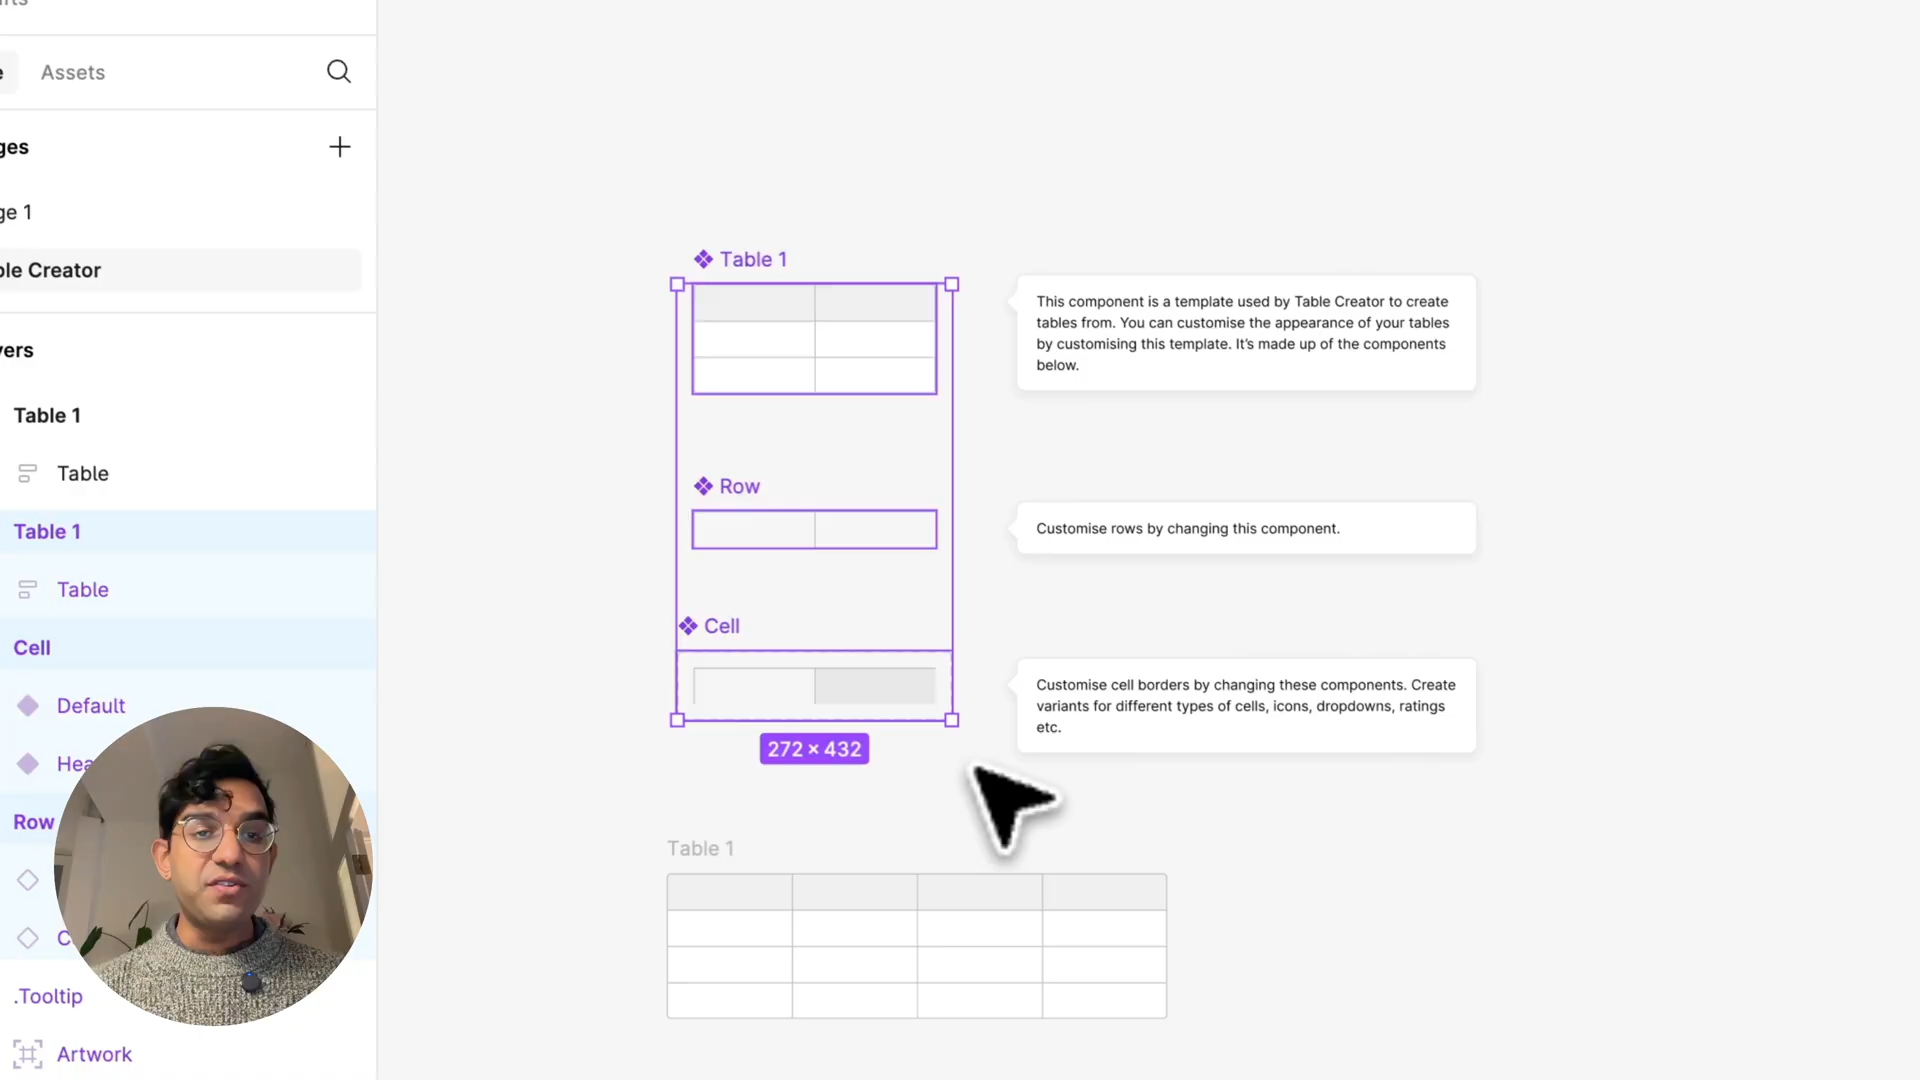 Assets
ges
ge 1
ble Creator
yers
Table 1
Table
Table 1
Table
Cell
Default
Hea
Row
C
.Tooltip
Artwork
Table 1
This component is a template used by Table Creator to create
tables from. You can customise the appearance of your tables
by customising this template. It's made up of the components
below.
Row
Customise rows by changing this component.
Cell
Customise cell borders by changing these components. Create
variants for different types of cells, icons, dropdowns, ratings
etc.
272 × 432
Table 1